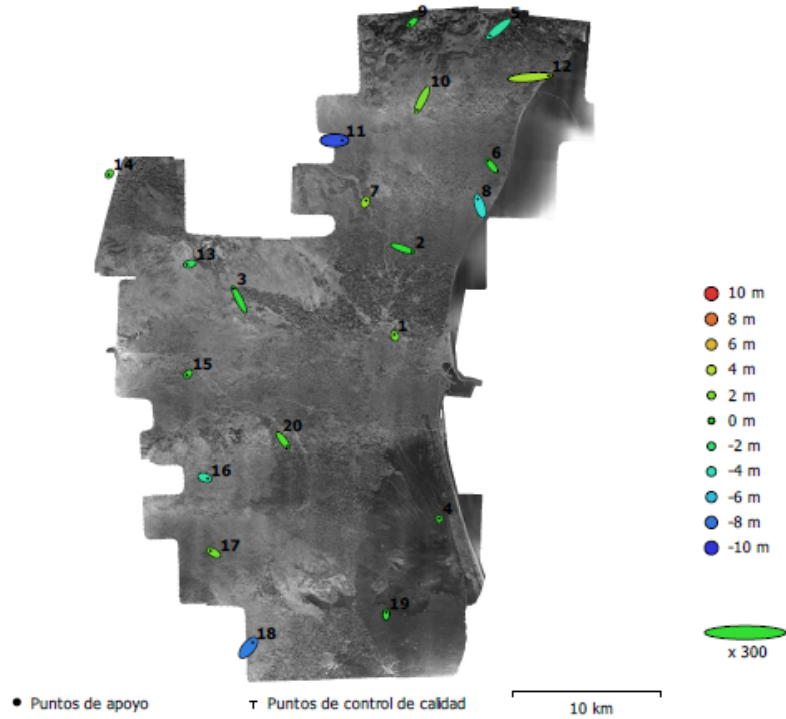 9
5
12
10
11
14
6
7
8
2
13
3
1
15
20
16
4
17
19
18
10 m
8 m
6 m
4 m
2 m
0 m
-2 m
-4 m
-6 m
-8 m
-10 m
x 300
Puntos de apoyo
Puntos de control de calidad
10 km